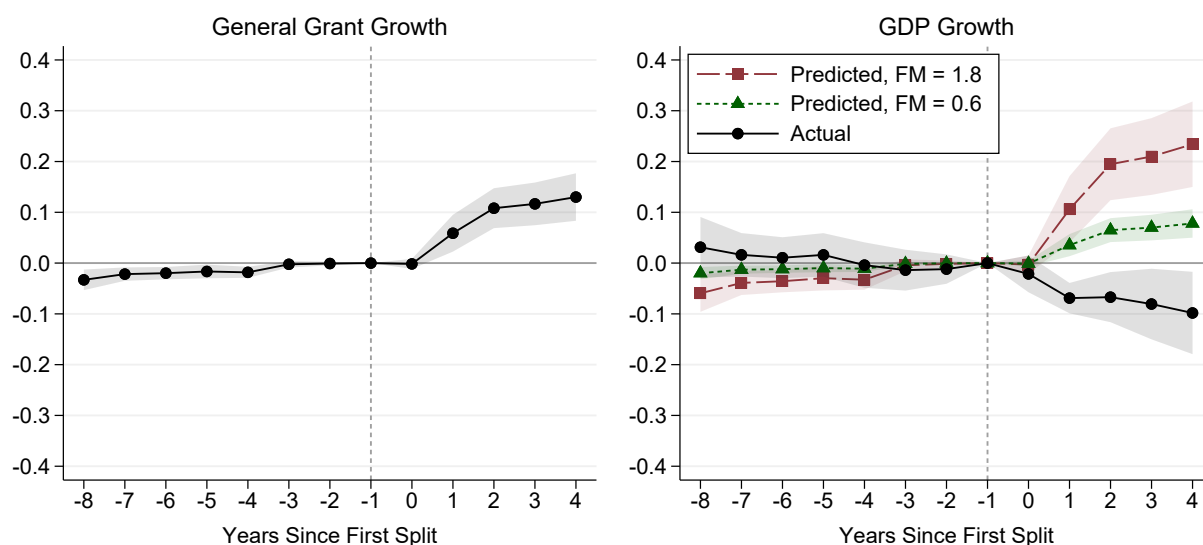 General Grant Growth
0.4
0.3
0.2
0.1
0.0
-0.1
-0.2
-0.3
-0.4
-8 -7 -6 -5 -4 -3 -2 -1 0 1 2 3 4
Years Since First Split
GDP Growth
Predicted, FM = 1.8
Predicted, FM = 0.6
Actual
0.4
0.3
0.2
0.1
0.0
-0.1
-0.2
-0.3
-0.4
-8 -7 -6 -5 -4 -3 -2 -1 0 1 2 3 4
Years Since First Split